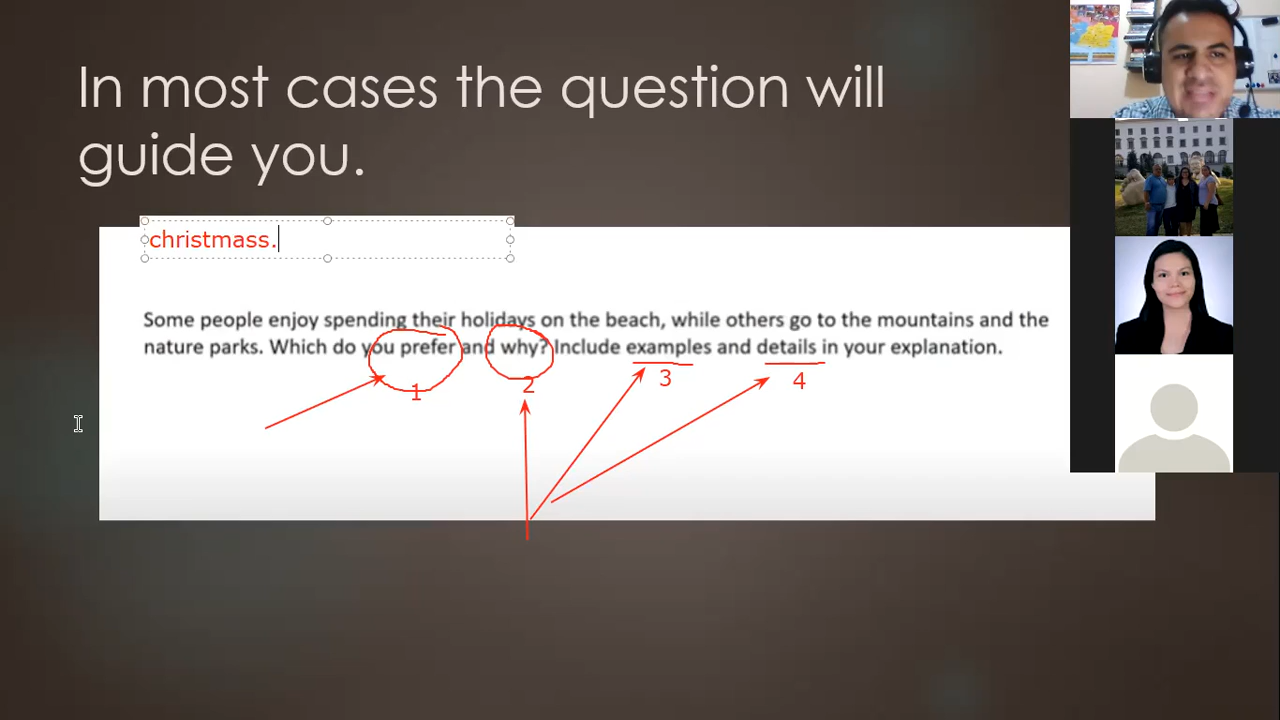 In most cases the question will
guide you.
christmass.
Some people enjoy spending their holidays on the beach, while others go to the mountains and the
nature parks. Which do you prefer and why? Include examples and details in your explanation.
1
2
3
4